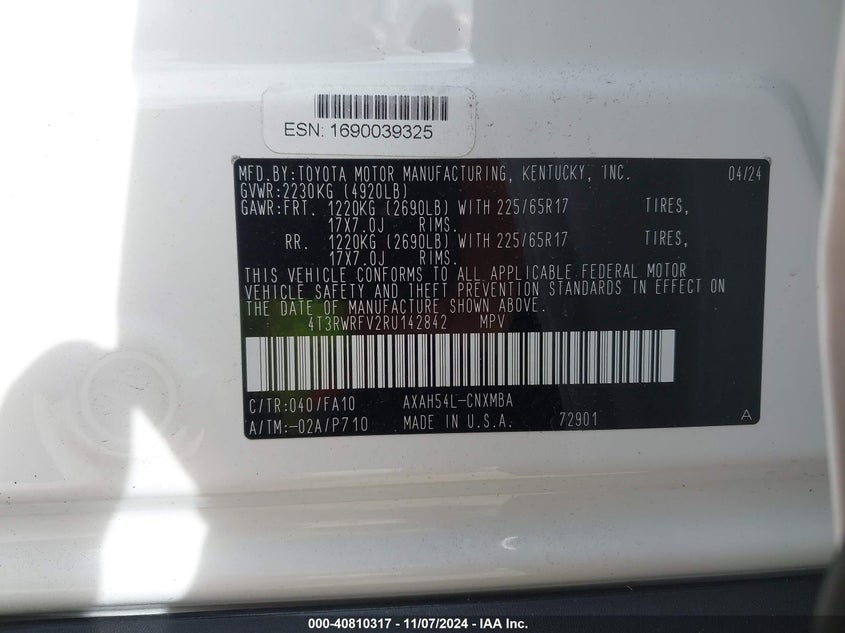 ESN: 1690039325
MFD.BY:TOYOTA MOTOR MANUFACTURING, KENTUCKY, INC. 04/24
GVWR:2230KG (4920LB)
GAWR:FRT. 1220KG (2690LB) WITH 225/65R17 TIRES,
17X7.0J RIMS.
RR. 1220KG (2690LB) WITH 225/65R17 TIRES,
17X7.0J RIMS.
THIS VEHICLE CONFORMS TO ALL APPLICABLE FEDERAL MOTOR
VEHICLE SAFETY AND THEFT PREVENTION STANDARDS IN EFFECT ON
THE DATE OF MANUFACTURE SHOWN ABOVE.
4T3RWRFV2RU142842 MPV
C/TR:040/FA10 AXAH54L-CNXMBA
A/TM:-02A/P710 MADE IN U.S.A. 72901 A
000-40810317 - 11/07/2024 - IAA Inc.